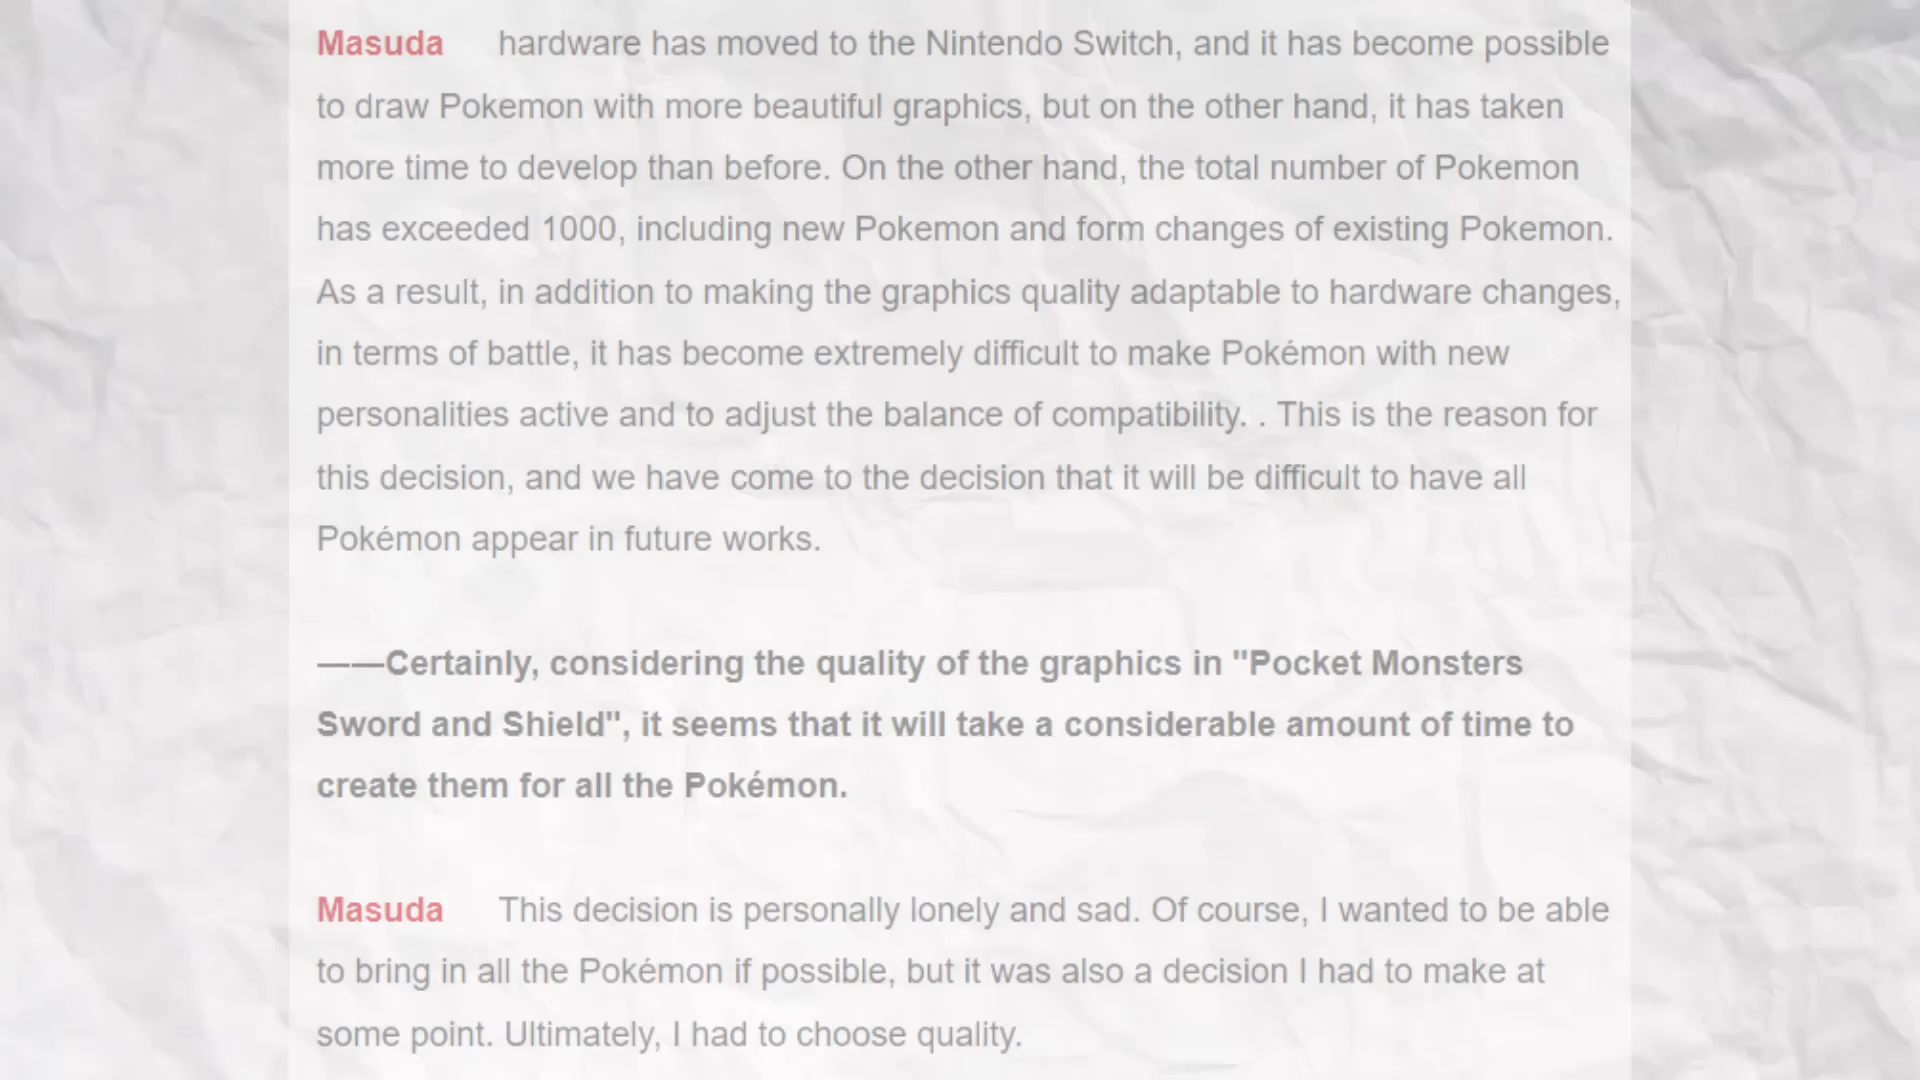 Masuda hardware has moved to the Nintendo Switch, and it has become possible
to draw Pokemon with more beautiful graphics, but on the other hand, it has taken
more time to develop than before. On the other hand, the total number of Pokemon
has exceeded 1000, including new Pokemon and form changes of existing Pokemon.
As a result, in addition to making the graphics quality adaptable to hardware changes,
in terms of battle, it has become extremely difficult to make Pokémon with new
personalities active and to adjust the balance of compatibility. . This is the reason for
this decision, and we have come to the decision that it will be difficult to have all
Pokémon appear in future works.
——Certainly, considering the quality of the graphics in "Pocket Monsters
Sword and Shield", it seems that it will take a considerable amount of time to
create them for all the Pokémon.
Masuda This decision is personally lonely and sad. Of course, I wanted to be able
to bring in all the Pokémon if possible, but it was also a decision I had to make at
some point. Ultimately, I had to choose quality.